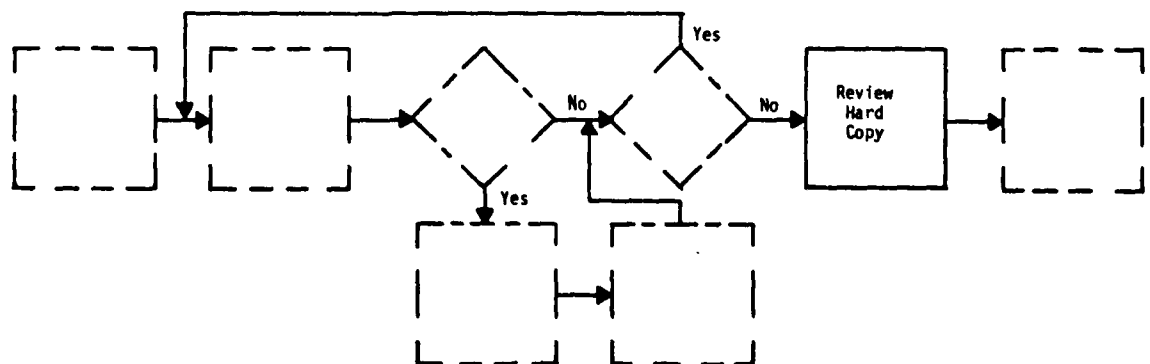 Yes
No
No
Review
Hard
Copy
Yes